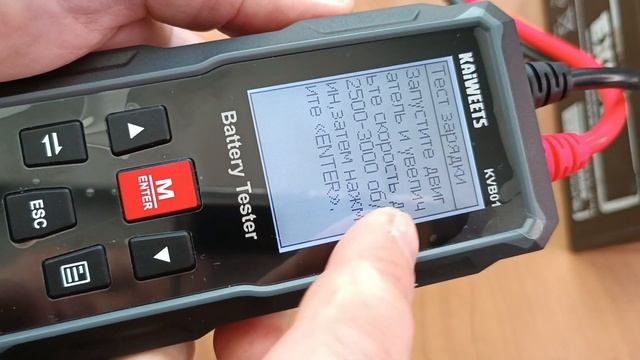 KAiWEETS
KVB01
Тест зарядки
Запустите двиг
атель и увелич
ьте скорость д
2500-3000 об
ин,затем нажм
ите «ENTER».
Battery Tester
M
ENTER
ESC